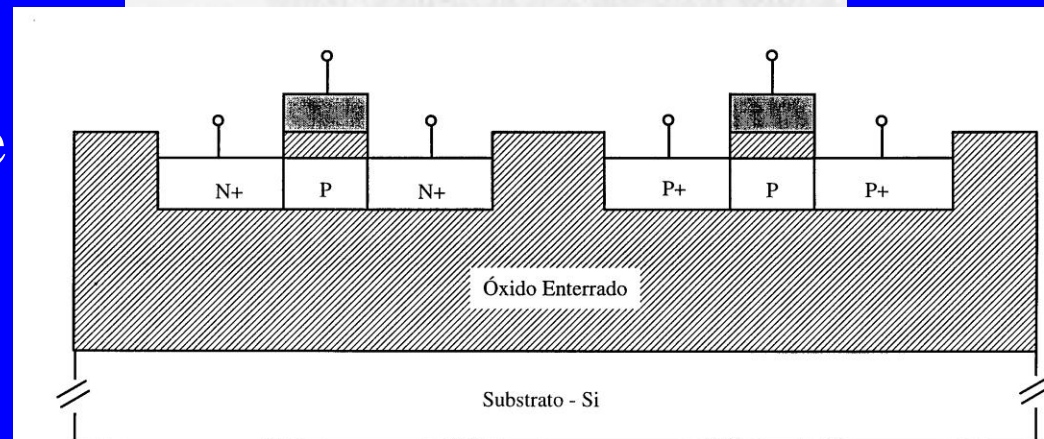 N+ P N+ P+ P P+
Óxido Enterrado
Substrato - Si